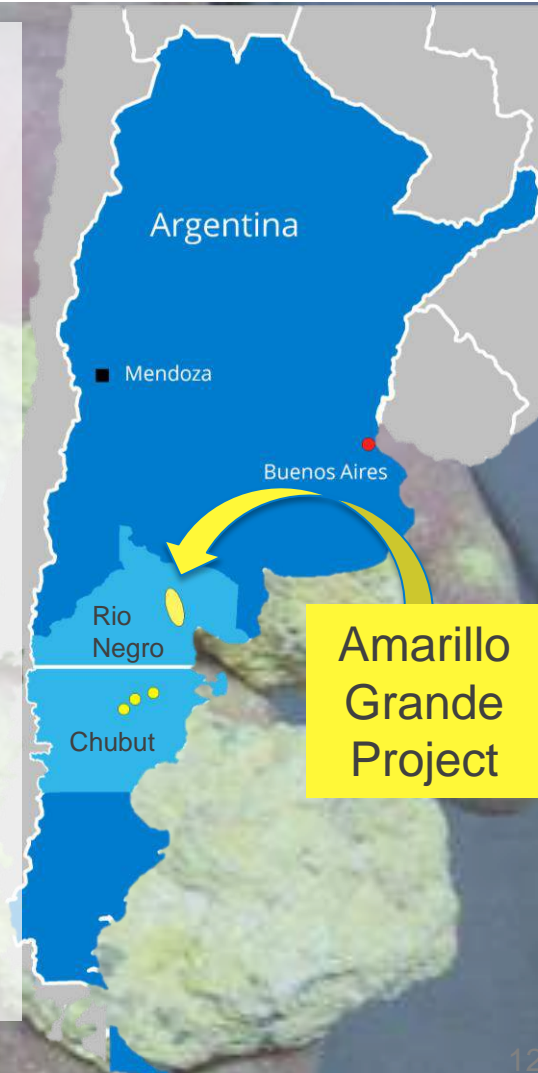 Argentina
Mendoza
Buenos Aires
Rio
Negro
Amarillo
Grande
Project
Chubut
12